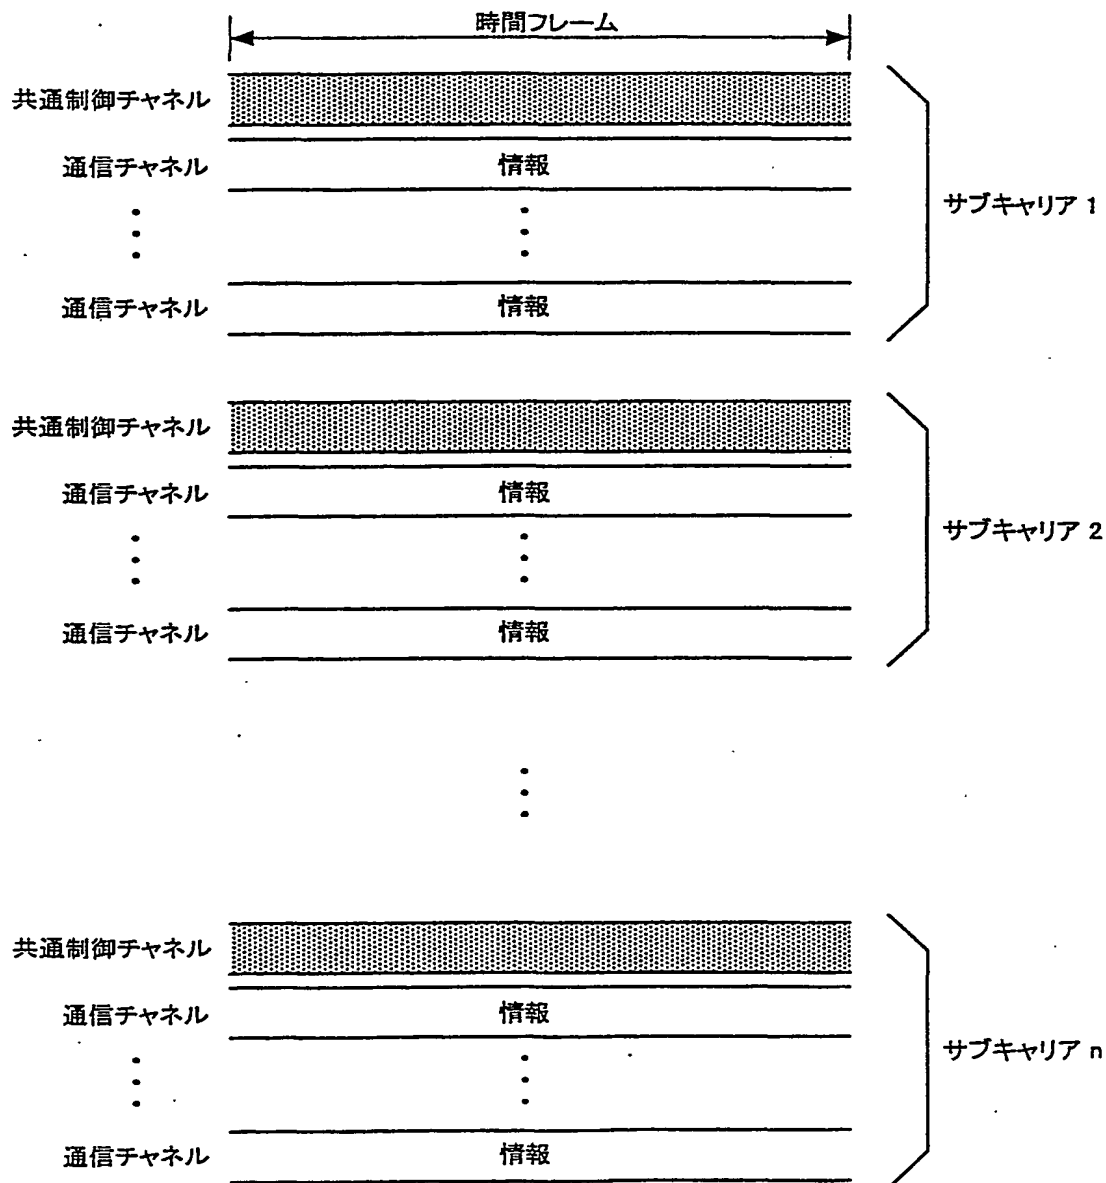 時間フレーム
共通制御チャネル
通信チャネル 情報
サブキャリア 1
通信チャネル 情報
共通制御チャネル
通信チャネル 情報
サブキャリア 2
通信チャネル 情報
共通制御チャネル
通信チャネル 情報
サブキャリア n
通信チャネル 情報